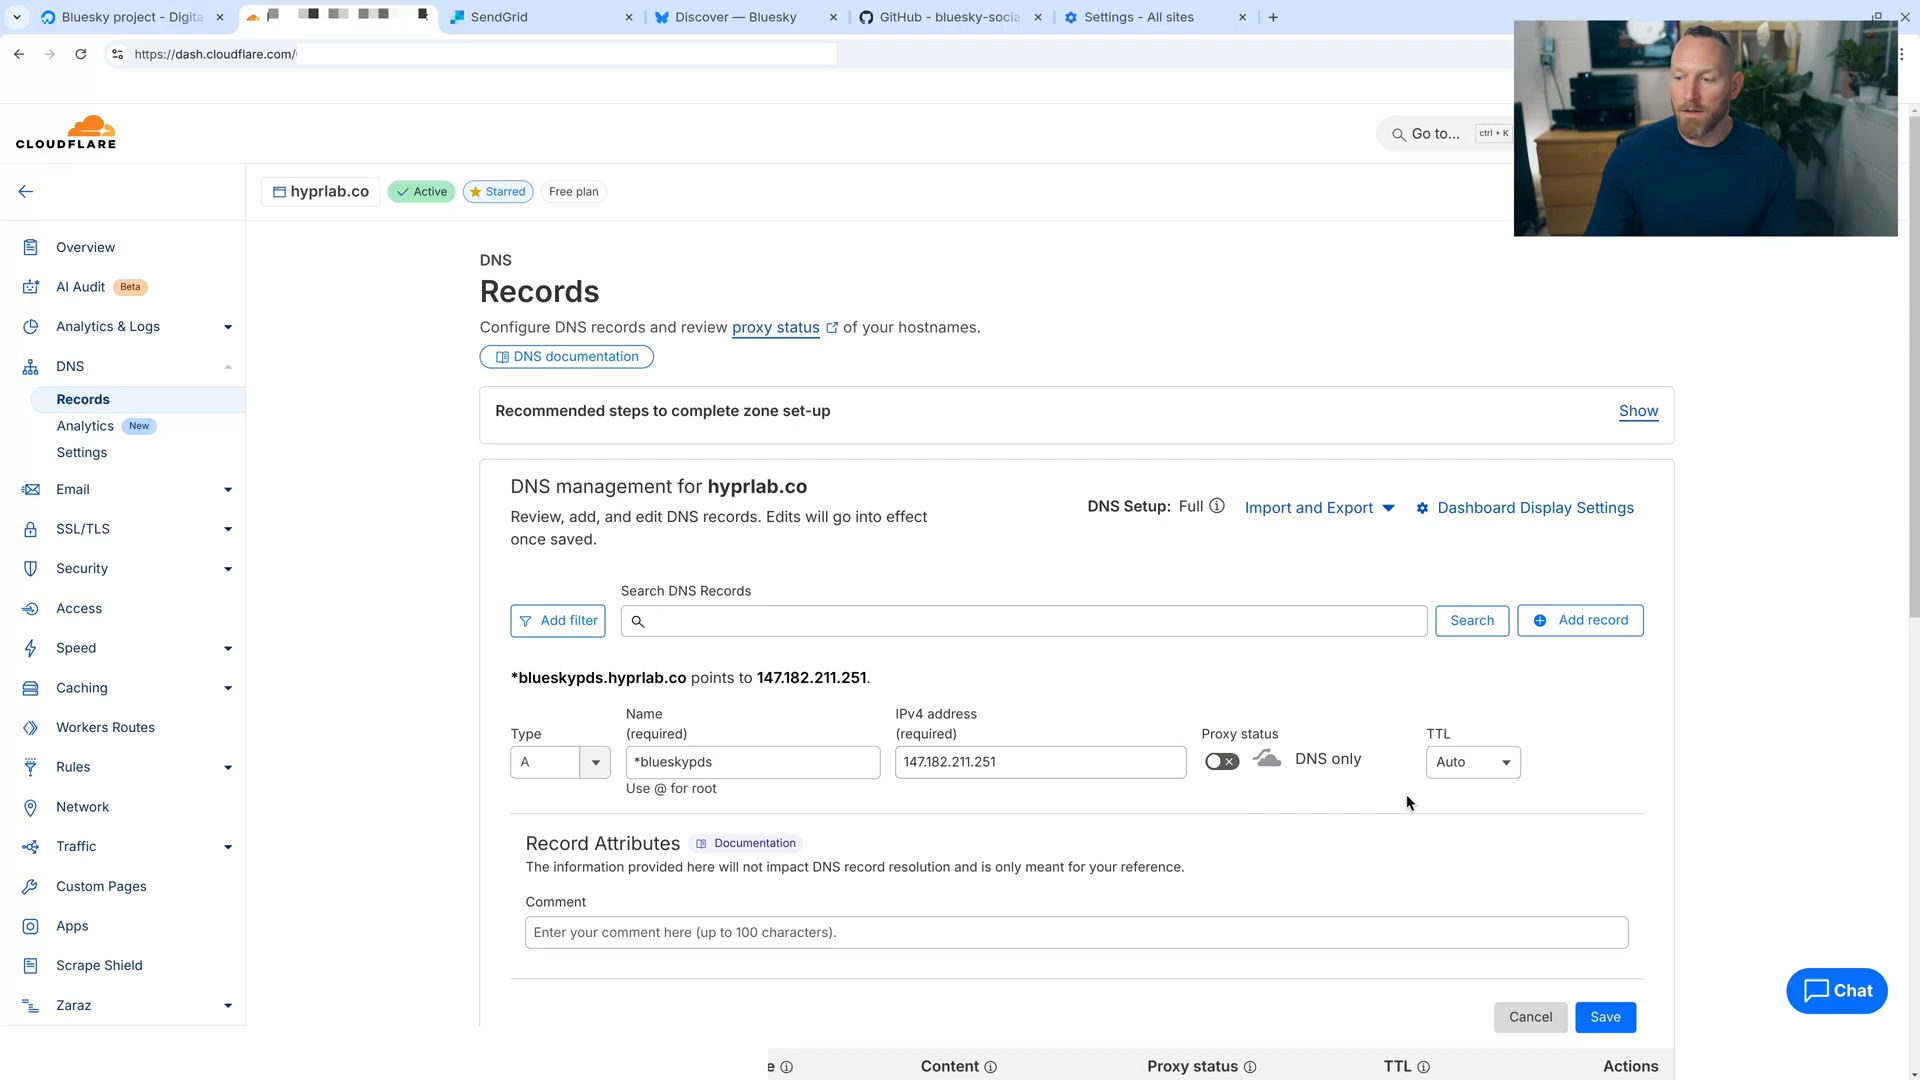 Bluesky project - Digita
SendGrid
Discover — Bluesky
GitHub - bluesky-socia
Settings - All sites
https://dash.cloudflare.com/
CLOUDFLARE
Go to...
ctrl + K
hyprlab.co
Active
Starred
Free plan
Overview
AI Audit Beta
Analytics & Logs
DNS
Records
Analytics New
Settings
Email
SSL/TLS
Security
Access
Speed
Caching
Workers Routes
Rules
Network
Traffic
Custom Pages
Apps
Scrape Shield
Zaraz
DNS
Records
Configure DNS records and review proxy status of your hostnames.
DNS documentation
Recommended steps to complete zone set-up
Show
DNS management for hyprlab.co
Review, add, and edit DNS records. Edits will go into effect
once saved.
DNS Setup: Full
Import and Export
Dashboard Display Settings
Search DNS Records
Add filter
Search
Add record
*blueskypds.hyprlab.co points to 147.182.211.251.
Type
Name
(required)
IPv4 address
(required)
Proxy status
TTL
A
*blueskypds
147.182.211.251
DNS only
Auto
Use @ for root
Record Attributes
Documentation
The information provided here will not impact DNS record resolution and is only meant for your reference.
Comment
Enter your comment here (up to 100 characters).
Cancel
Save
Chat
e
Content
Proxy status
TTL
Actions